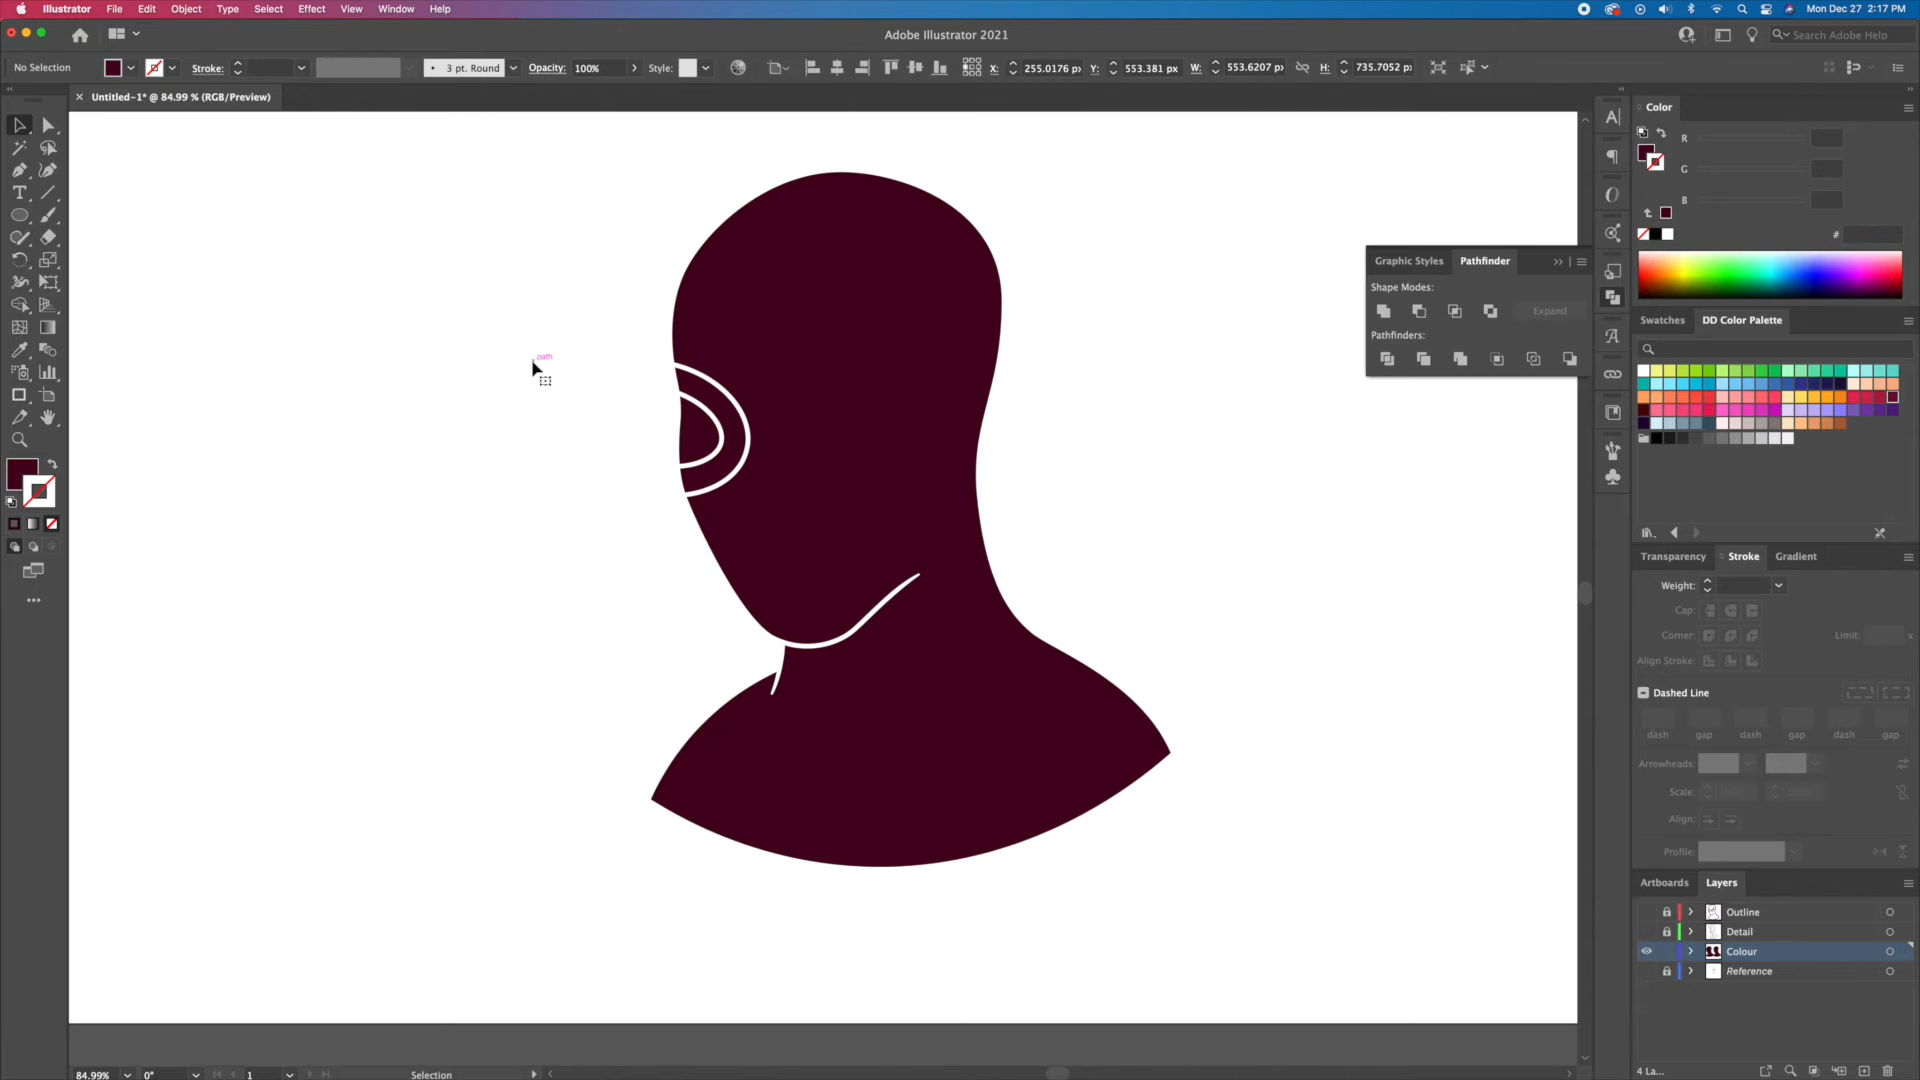 Illustrator File Edit Object Type Select Effect View Window Help
Mon Dec 27 2:17 PM
Adobe Illustrator 2021
Search Adobe Help
No Selection
Stroke:
3 pt. Round
Opacity: 100%
Style:
X: 255.0176 px
Y: 553.381 px
W: 553.6207 px
H: 735.7052 px
× Untitled-1* @ 84.99 % (RGB/Preview)
path
Graphic Styles Pathfinder
Shape Modes:
Expand
Pathfinders:
Color
R
G
B
#
Swatches DD Color Palette
Transparency Stroke Gradient
Weight:
Cap:
Corner: Limit: x
Align Stroke:
Dashed Line
dash gap dash gap dash gap
Arrowheads:
Scale:
Align:
Profile:
Artboards Layers
Outline
Detail
Colour
Reference
4 La...
84.99% 0° 1 Selection